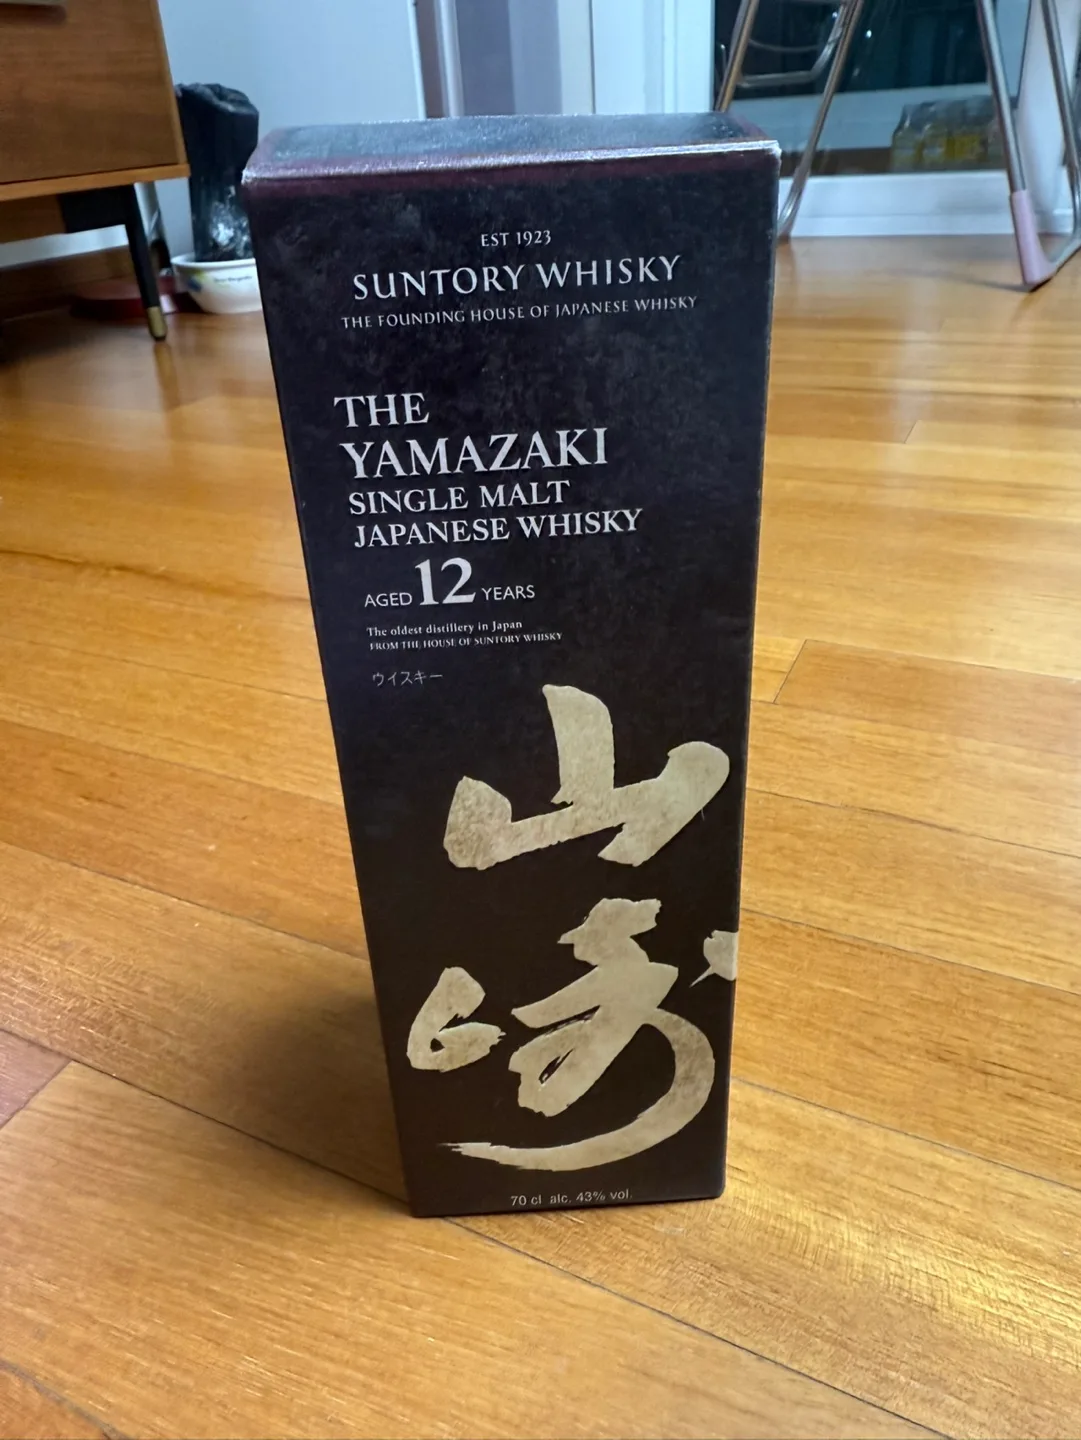 EST 1923
SUNTORY WHISKY
THE FOUNDING HOUSE OF JAPANESE WHISKY
THE
YAMAZAKI
SINGLE MALT
JAPANESE WHISKY
AGED 12 YEARS
The oldest distillery in Japan
FROM THE HOUSE OF SUNTORY WHISKY
ウイスキー
山
崎
70 cl alc. 43% vol.